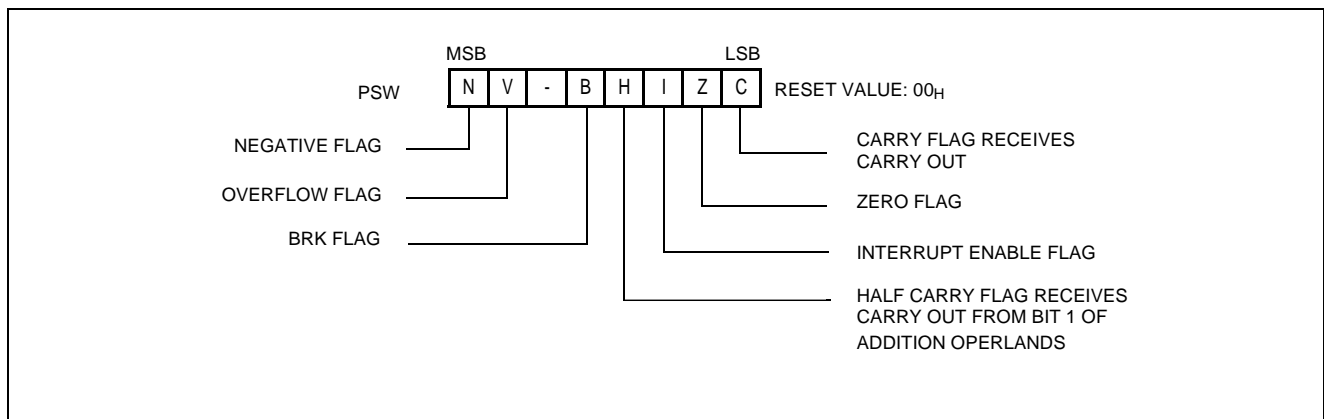 MSB LSB
PSW N V - B H I Z C RESET VALUE: 00H
NEGATIVE FLAG
CARRY FLAG RECEIVES
CARRY OUT
OVERFLOW FLAG
ZERO FLAG
BRK FLAG
INTERRUPT ENABLE FLAG
HALF CARRY FLAG RECEIVES
CARRY OUT FROM BIT 1 OF
ADDITION OPERLANDS